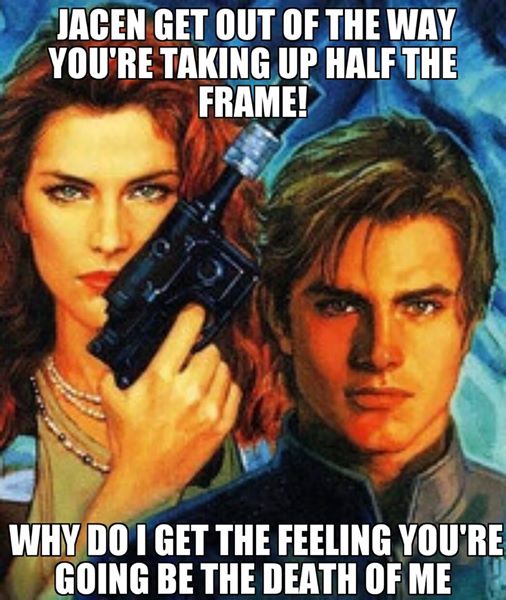 JACEN GET OUT OF THE WAY
YOU'RE TAKING UP HALF THE
FRAME!
WHY DO I GET THE FEELING YOU'RE
GOING BE THE DEATH OF ME